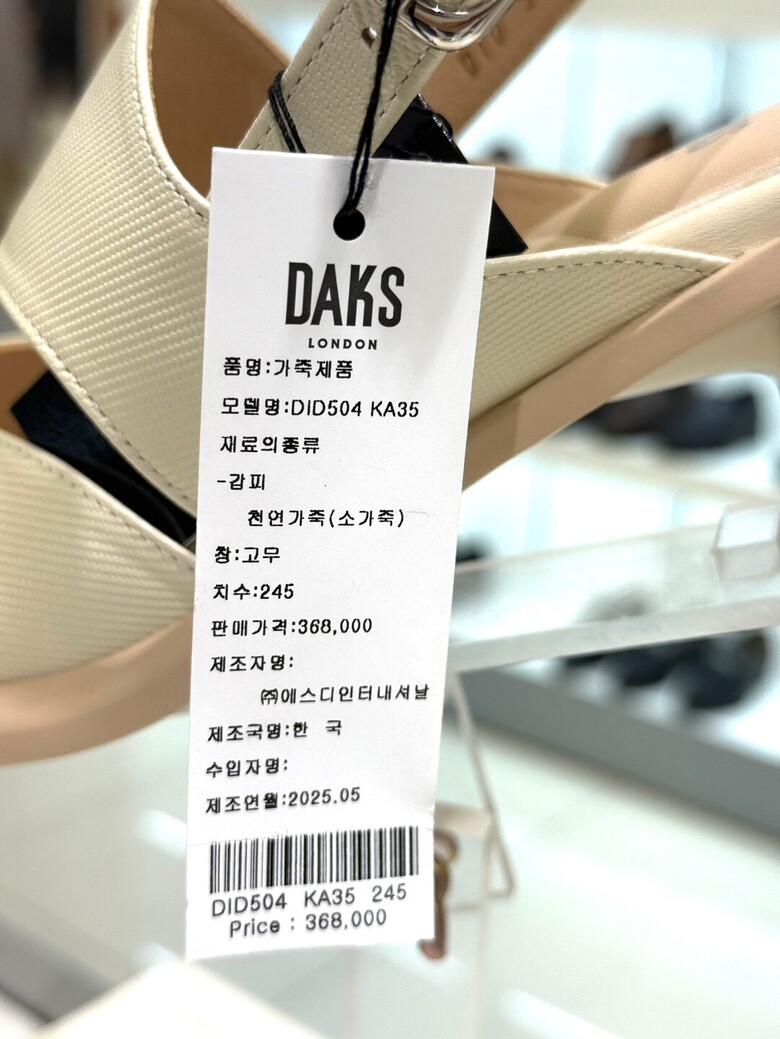 DAKS
LONDON
품명:가죽제품
모델명:DID504 KA35
재료의종류
-감피
천연가죽(소가죽)
창:고무
치수:245
판매가격:368,000
제조자명:
㈜에스디인터내셔날
제조국명:한 국
수입자명:
제조연월:2025.05
DID504 KA35 245
Price : 368,000